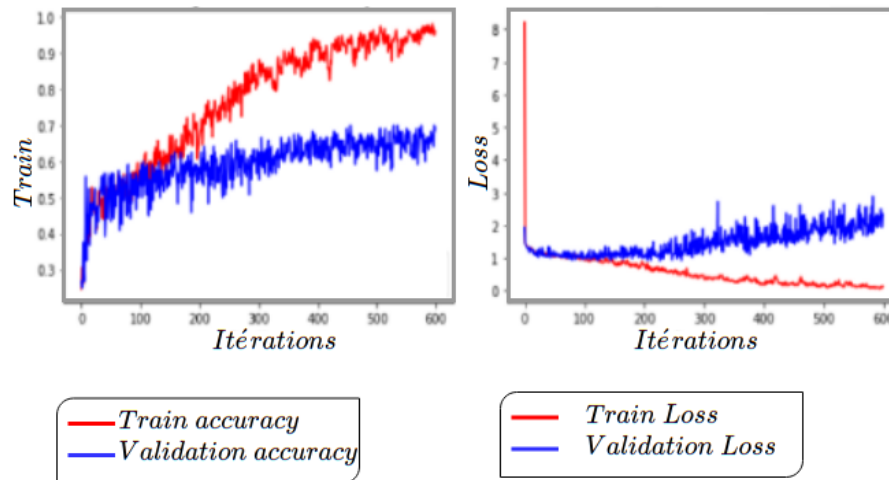 1.0
0.9
0.8
0.7
0.6
0.5
0.4
0.3
Train
0 100 200 300 400 500 600
Itérations
8
7
6
5
4
3
2
1
0
Loss
0 100 200 300 400 500 600
Itérations
Train accuracy
Validation accuracy
Train Loss
Validation Loss